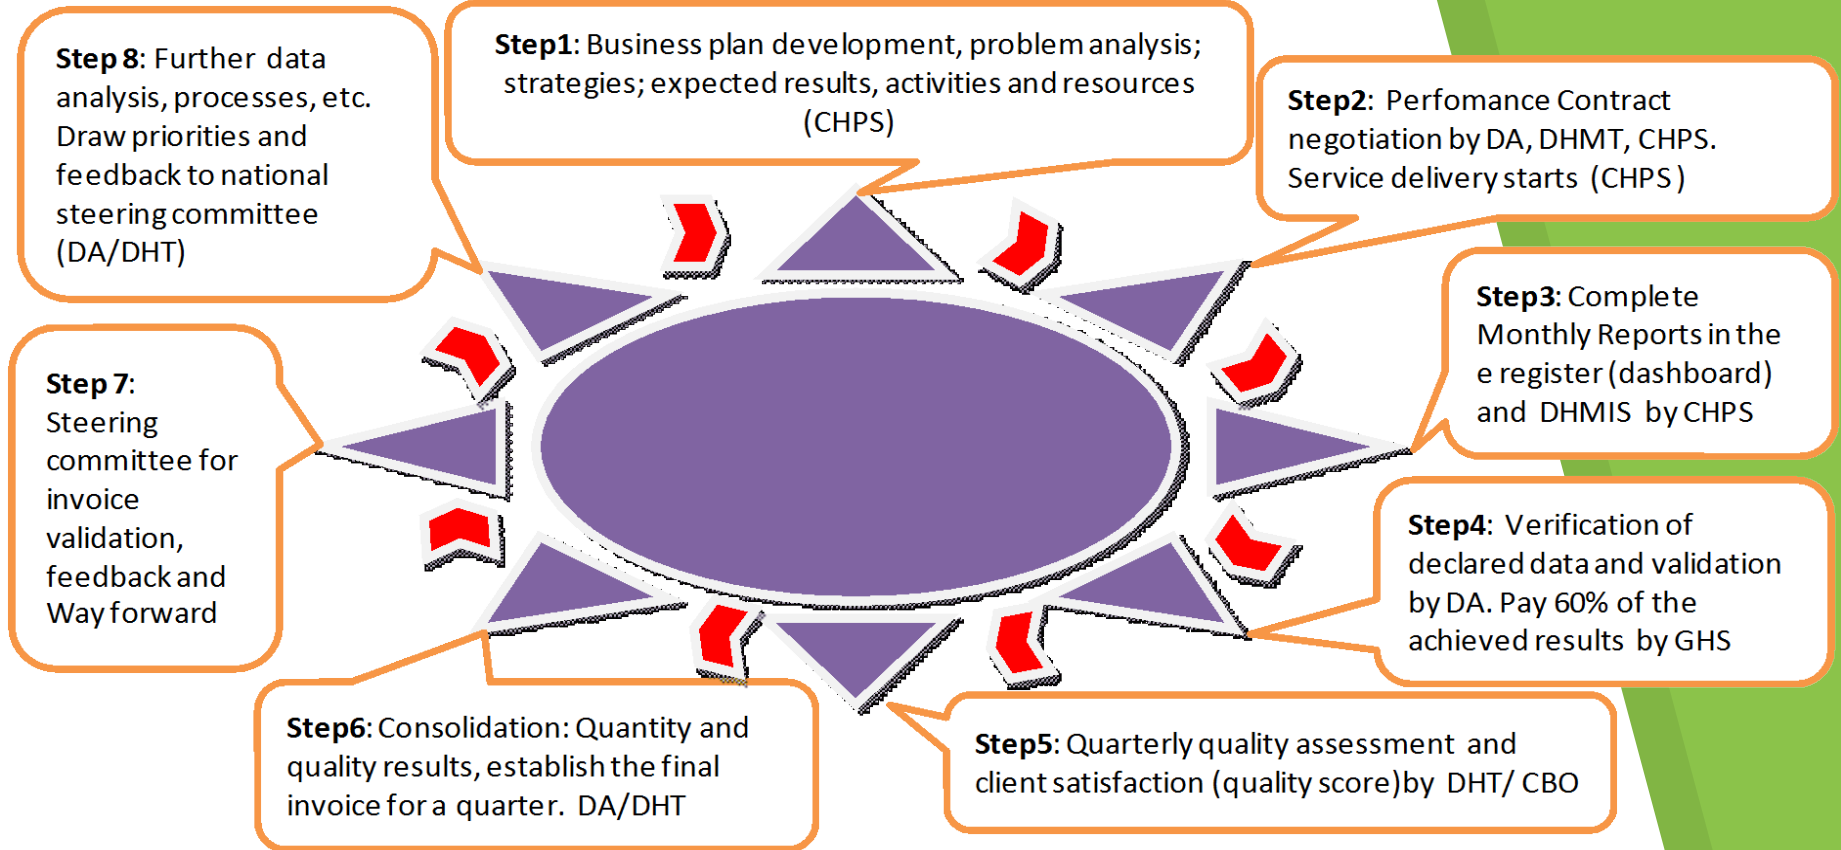 Step1: Business plan development, problem analysis;
strategies; expected results, activities and resources
(CHPS)
Step2: Perfomance Contract
negotiation by DA, DHMT, CHPS.
Service delivery starts (CHPS )
Step3: Complete
Monthly Reports in the
e register (dashboard)
and DHMIS by CHPS
Step4: Verification of
declared data and validation
by DA. Pay 60% of the
achieved results by GHS
Step5: Quarterly quality assessment and
client satisfaction (quality score)by DHT/ CBO
Step6: Consolidation: Quantity and
quality results, establish the final
invoice for a quarter. DA/DHT
Step 7:
Steering
committee for
invoice
validation,
feedback and
Way forward
Step 8: Further data
analysis, processes, etc.
Draw priorities and
feedback to national
steering committee
(DA/DHT)